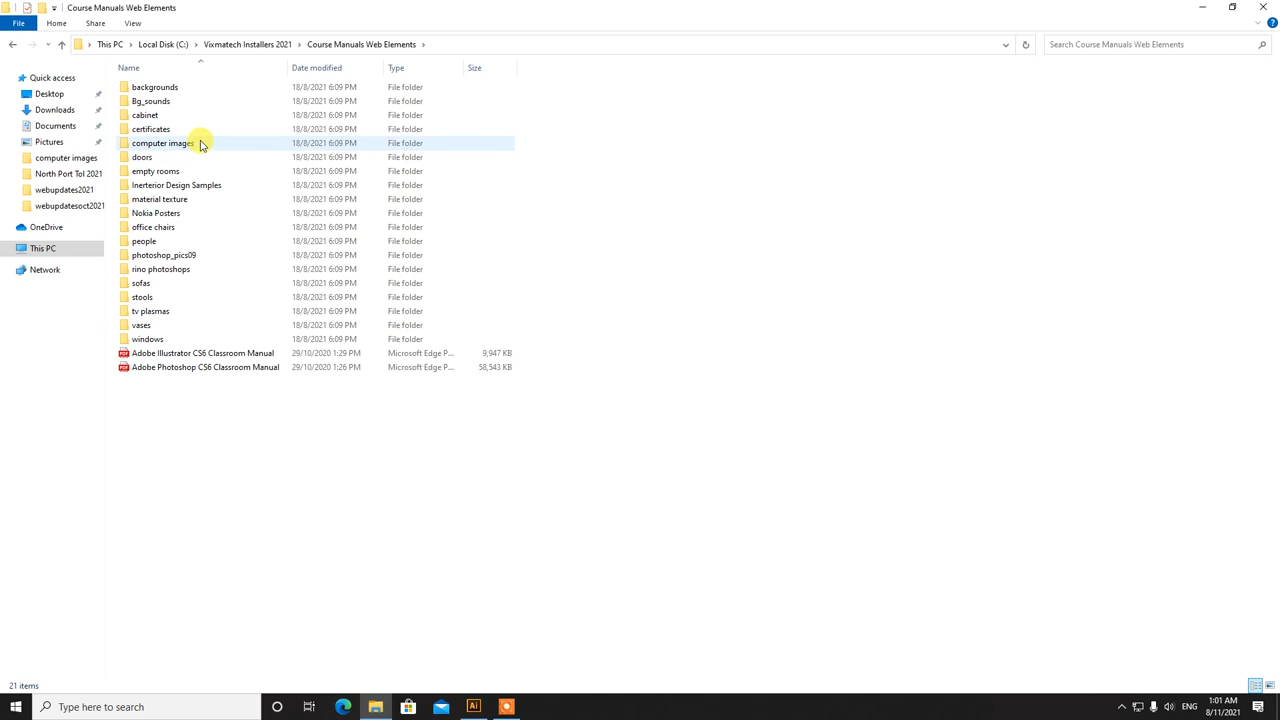 Course Manuals Web Elements
File Home Share View
This PC Local Disk (C:) Vixmatech Installers 2021 Course Manuals Web Elements
Search Course Manuals Web Elements
Name Date modified Type Size
Quick access
Desktop
Downloads
Documents
Pictures
computer images
North Port Tol 2021
webupdates2021
webupdatesoct2021
OneDrive
This PC
Network
backgrounds 18/8/2021 6:09 PM File folder
Bg_sounds 18/8/2021 6:09 PM File folder
cabinet 18/8/2021 6:09 PM File folder
certificates 18/8/2021 6:09 PM File folder
computer images 18/8/2021 6:09 PM File folder
doors 18/8/2021 6:09 PM File folder
empty rooms 18/8/2021 6:09 PM File folder
Inerterior Design Samples 18/8/2021 6:09 PM File folder
material texture 18/8/2021 6:09 PM File folder
Nokia Posters 18/8/2021 6:09 PM File folder
office chairs 18/8/2021 6:09 PM File folder
people 18/8/2021 6:09 PM File folder
photoshop_pics09 18/8/2021 6:09 PM File folder
rino photoshops 18/8/2021 6:09 PM File folder
sofas 18/8/2021 6:09 PM File folder
stools 18/8/2021 6:09 PM File folder
tv plasmas 18/8/2021 6:09 PM File folder
vases 18/8/2021 6:09 PM File folder
windows 18/8/2021 6:09 PM File folder
Adobe Illustrator CS6 Classroom Manual 29/10/2020 1:29 PM Microsoft Edge P... 9,947 KB
Adobe Photoshop CS6 Classroom Manual 29/10/2020 1:26 PM Microsoft Edge P... 58,543 KB
21 items
Type here to search
Ai
ENG
1:01 AM
8/11/2021